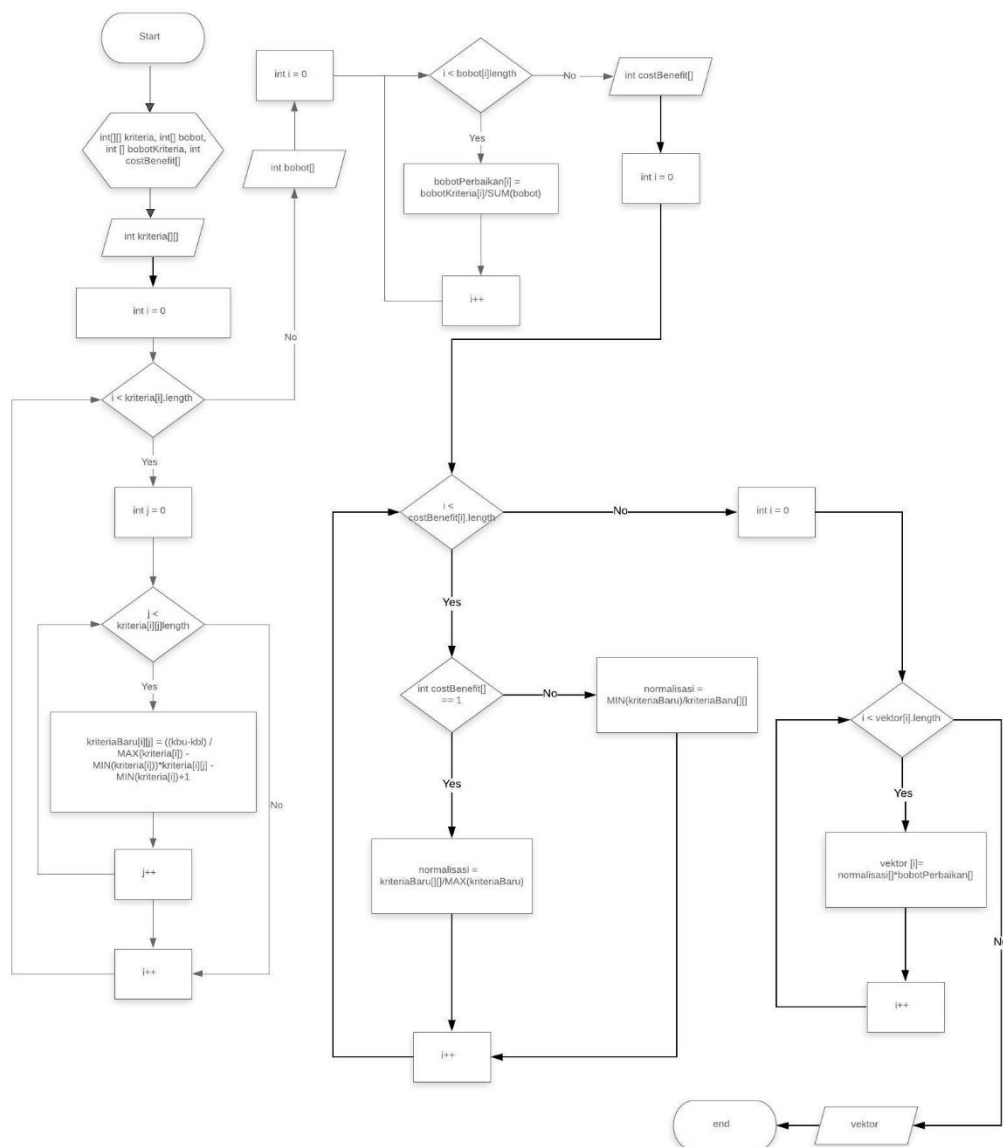 Start
int[][] kriteria, int[] bobot,
int [] bobotKriteria, int
costBenefit[]
int kriteria[][]
int i = 0
i < kriteria[i].length
Yes
No
int j = 0
j <
kriteria[i][j]length
Yes
No
kriteriaBaru[i][j] = ((kbu-kbl) /
MAX(kriteria[i]) -
MIN(kriteria[i]))*kriteria[i][j] -
MIN(kriteria[i])+1
j++
i++
int bobot[]
int i = 0
i < bobot[i]length
No
Yes
bobotPerbaikan[i] =
bobotKriteria[i]/SUM(bobot)
i++
int costBenefit[]
int i = 0
i <
costBenefit[i].length
No
Yes
int costBenefit[]
== 1
No
normalisasi =
MIN(kriteriaBaru)/kriteriaBaru[][]
Yes
normalisasi =
kriteriaBaru[][]/MAX(kriteriaBaru)
i++
int i = 0
i < vektor[i].length
Yes
No
vektor [i]=
normalisasi[]*bobotPerbaikan[]
i++
vektor
end